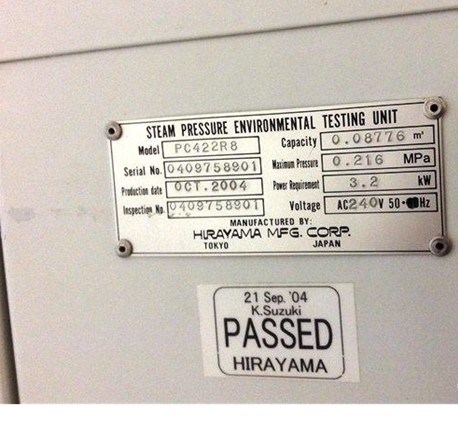 STEAM PRESSURE ENVIRONMENTAL TESTING UNIT
Model PC422R8 Capacity 0.08776 m³
Serial No. 0409758901 Maximum Pressure 0.216 MPa
Production date OCT.2004 Power Requirement 3.2 kW
Inspection No. 0409758901 Voltage AC240V 50- Hz
MANUFACTURED BY:
HIRAYAMA MFG. CORP.
TOKYO JAPAN
21 Sep. '04
K.Suzuki
PASSED
HIRAYAMA